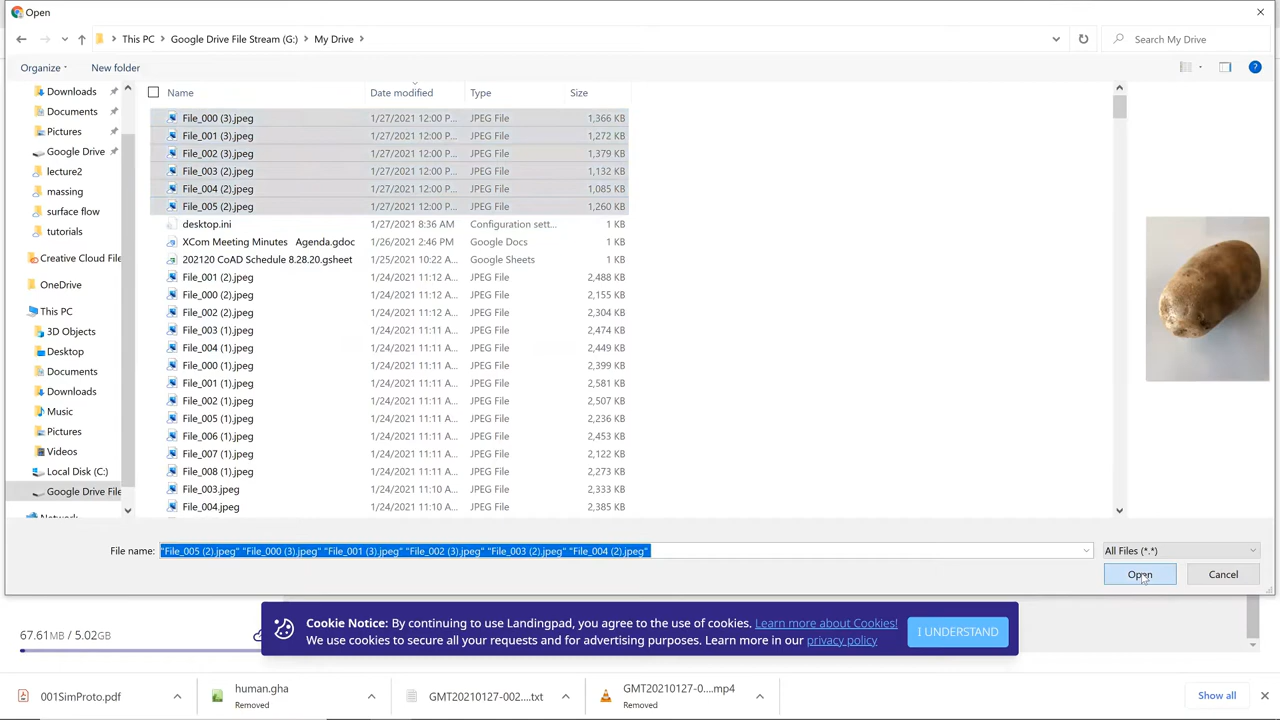 Open
This PC Google Drive File Stream (G:) My Drive
Search My Drive
Organize New folder
Downloads
Documents
Pictures
Google Drive
lecture2
massing
surface flow
tutorials
Creative Cloud File
OneDrive
This PC
3D Objects
Desktop
Documents
Downloads
Music
Pictures
Videos
Local Disk (C:)
Google Drive File
Name Date modified Type Size
File_000 (3).jpeg 1/27/2021 12:00 P... JPEG File 1,366 KB
File_001 (3).jpeg 1/27/2021 12:00 P... JPEG File 1,272 KB
File_002 (3).jpeg 1/27/2021 12:00 P... JPEG File 1,379 KB
File_003 (2).jpeg 1/27/2021 12:00 P... JPEG File 1,132 KB
File_004 (2).jpeg 1/27/2021 12:00 P... JPEG File 1,085 KB
File_005 (2).jpeg 1/27/2021 12:00 P... JPEG File 1,260 KB
desktop.ini 1/27/2021 8:36 AM Configuration sett... 1 KB
XCom Meeting Minutes Agenda.gdoc 1/26/2021 2:46 PM Google Docs 1 KB
202120 CoAD Schedule 8.28.20.gsheet 1/25/2021 10:22 A... Google Sheets 1 KB
File_001 (2).jpeg 1/24/2021 11:12 A... JPEG File 2,488 KB
File_000 (2).jpeg 1/24/2021 11:12 A... JPEG File 2,155 KB
File_002 (2).jpeg 1/24/2021 11:12 A... JPEG File 2,304 KB
File_003 (1).jpeg 1/24/2021 11:11 A... JPEG File 2,474 KB
File_004 (1).jpeg 1/24/2021 11:11 A... JPEG File 2,449 KB
File_000 (1).jpeg 1/24/2021 11:11 A... JPEG File 2,399 KB
File_001 (1).jpeg 1/24/2021 11:11 A... JPEG File 2,581 KB
File_002 (1).jpeg 1/24/2021 11:11 A... JPEG File 2,507 KB
File_005 (1).jpeg 1/24/2021 11:11 A... JPEG File 2,236 KB
File_006 (1).jpeg 1/24/2021 11:11 A... JPEG File 2,453 KB
File_007 (1).jpeg 1/24/2021 11:11 A... JPEG File 2,122 KB
File_008 (1).jpeg 1/24/2021 11:11 A... JPEG File 2,273 KB
File_003.jpeg 1/24/2021 11:10 A... JPEG File 2,333 KB
File_004.jpeg 1/24/2021 11:10 A... JPEG File 2,385 KB
File name: "File_005 (2).jpeg" "File_000 (3).jpeg" "File_001 (3).jpeg" "File_002 (3).jpeg" "File_003 (2).jpeg" "File_004 (2).jpeg" All Files (*.*)
Open Cancel
67.61MB / 5.02GB
Cookie Notice: By continuing to use Landingpad, you agree to the use of cookies. Learn more about Cookies!
We use cookies to secure all your requests and for advertising purposes. Learn more in our privacy policy
I UNDERSTAND
001SimProto.pdf
human.gha
Removed
GMT20210127-002....txt
GMT20210127-0....mp4
Removed
Show all